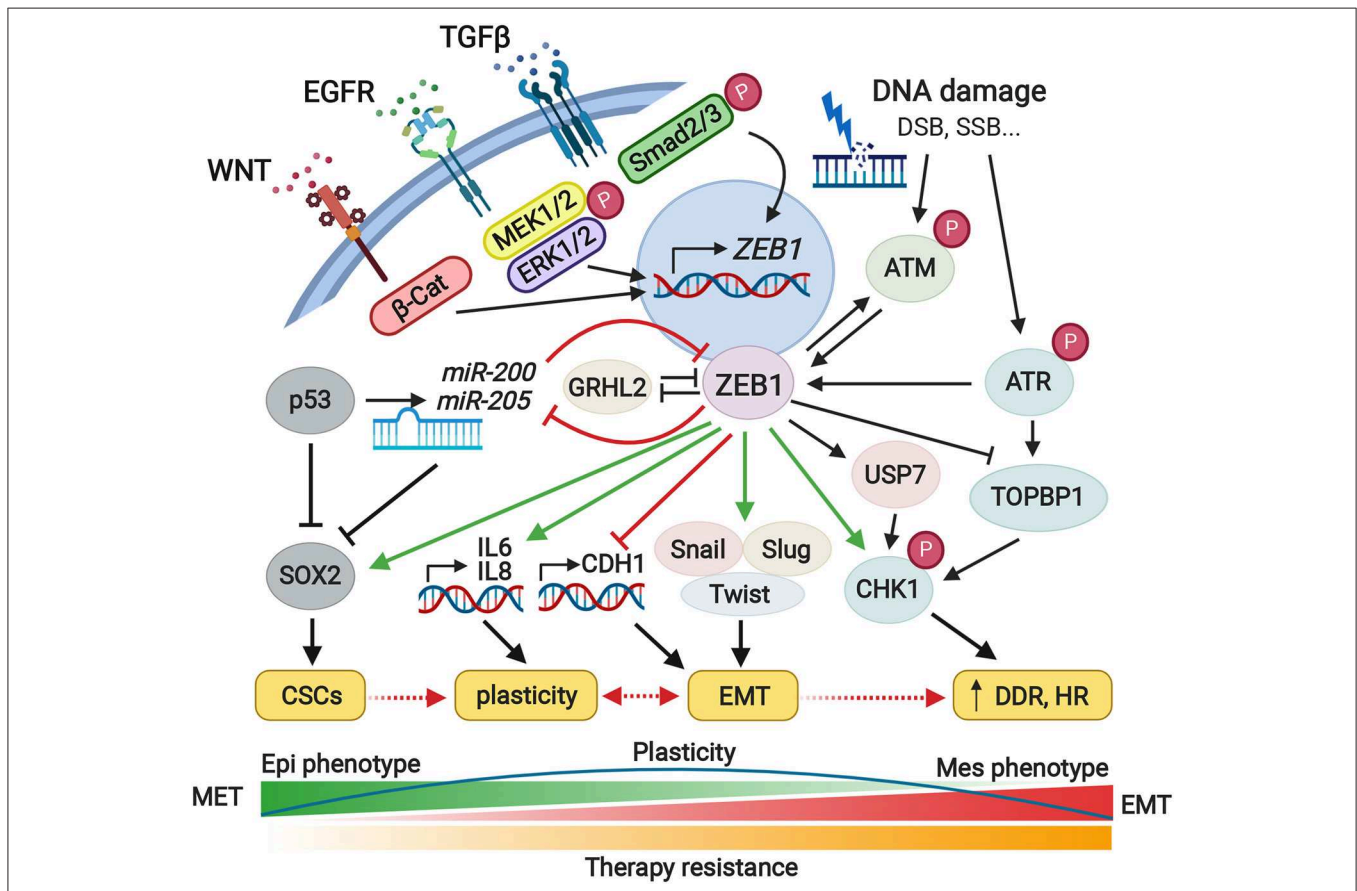 TGFβ
EGFR
WNT
P
Smad2/3
P
MEK1/2
ERK1/2
β-Cat
DNA damage
DSB, SSB...
P
ATM
ZEB1
P
ATR
p53
miR-200
miR-205
GRHL2
ZEB1
USP7
TOPBP1
SOX2
IL6
IL8
CDH1
Snail
Slug
Twist
P
CHK1
CSCs
plasticity
EMT
↑ DDR, HR
Plasticity
Epi phenotype
Mes phenotype
MET
EMT
Therapy resistance